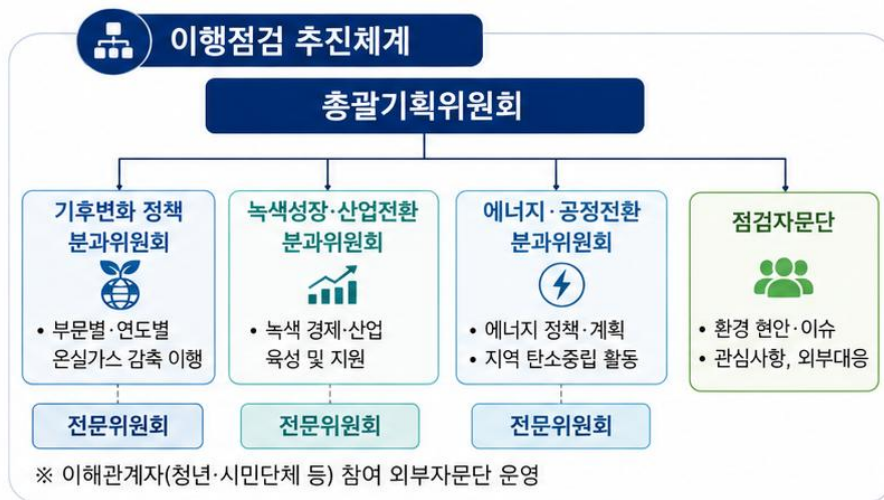 이행점검 추진체계
총괄기획위원회
기후변화 정책
분과위원회
• 부문별·연도별
온실가스 감축 이행
전문위원회
녹색성장·산업전환
분과위원회
• 녹색 경제·산업
육성 및 지원
전문위원회
에너지·공정전환
분과위원회
• 에너지 정책·계획
• 지역 탄소중립 활동
전문위원회
점검자문단
• 환경 현안·이슈
• 관심사항, 외부대응
※ 이해관계자(청년·시민단체 등) 참여 외부자문단 운영